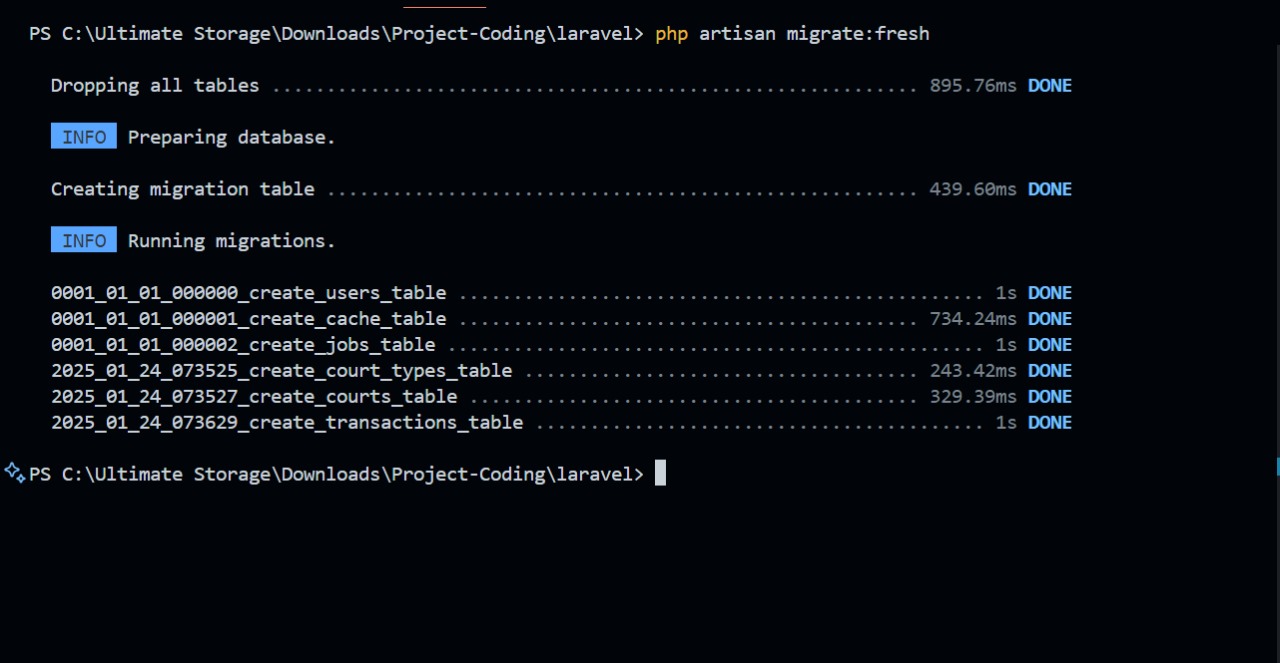 PS C:\Ultimate Storage\Downloads\Project-Coding\laravel> php artisan migrate:fresh
Dropping all tables ........................................................... 895.76ms DONE
INFO Preparing database.
Creating migration table ...................................................... 439.60ms DONE
INFO Running migrations.
0001_01_01_000000_create_users_table ................................................ 1s DONE
0001_01_01_000001_create_cache_table .......................................... 734.24ms DONE
0001_01_01_000002_create_jobs_table ................................................. 1s DONE
2025_01_24_073525_create_court_types_table .................................... 243.42ms DONE
2025_01_24_073527_create_courts_table ......................................... 329.39ms DONE
2025_01_24_073629_create_transactions_table ......................................... 1s DONE
PS C:\Ultimate Storage\Downloads\Project-Coding\laravel>